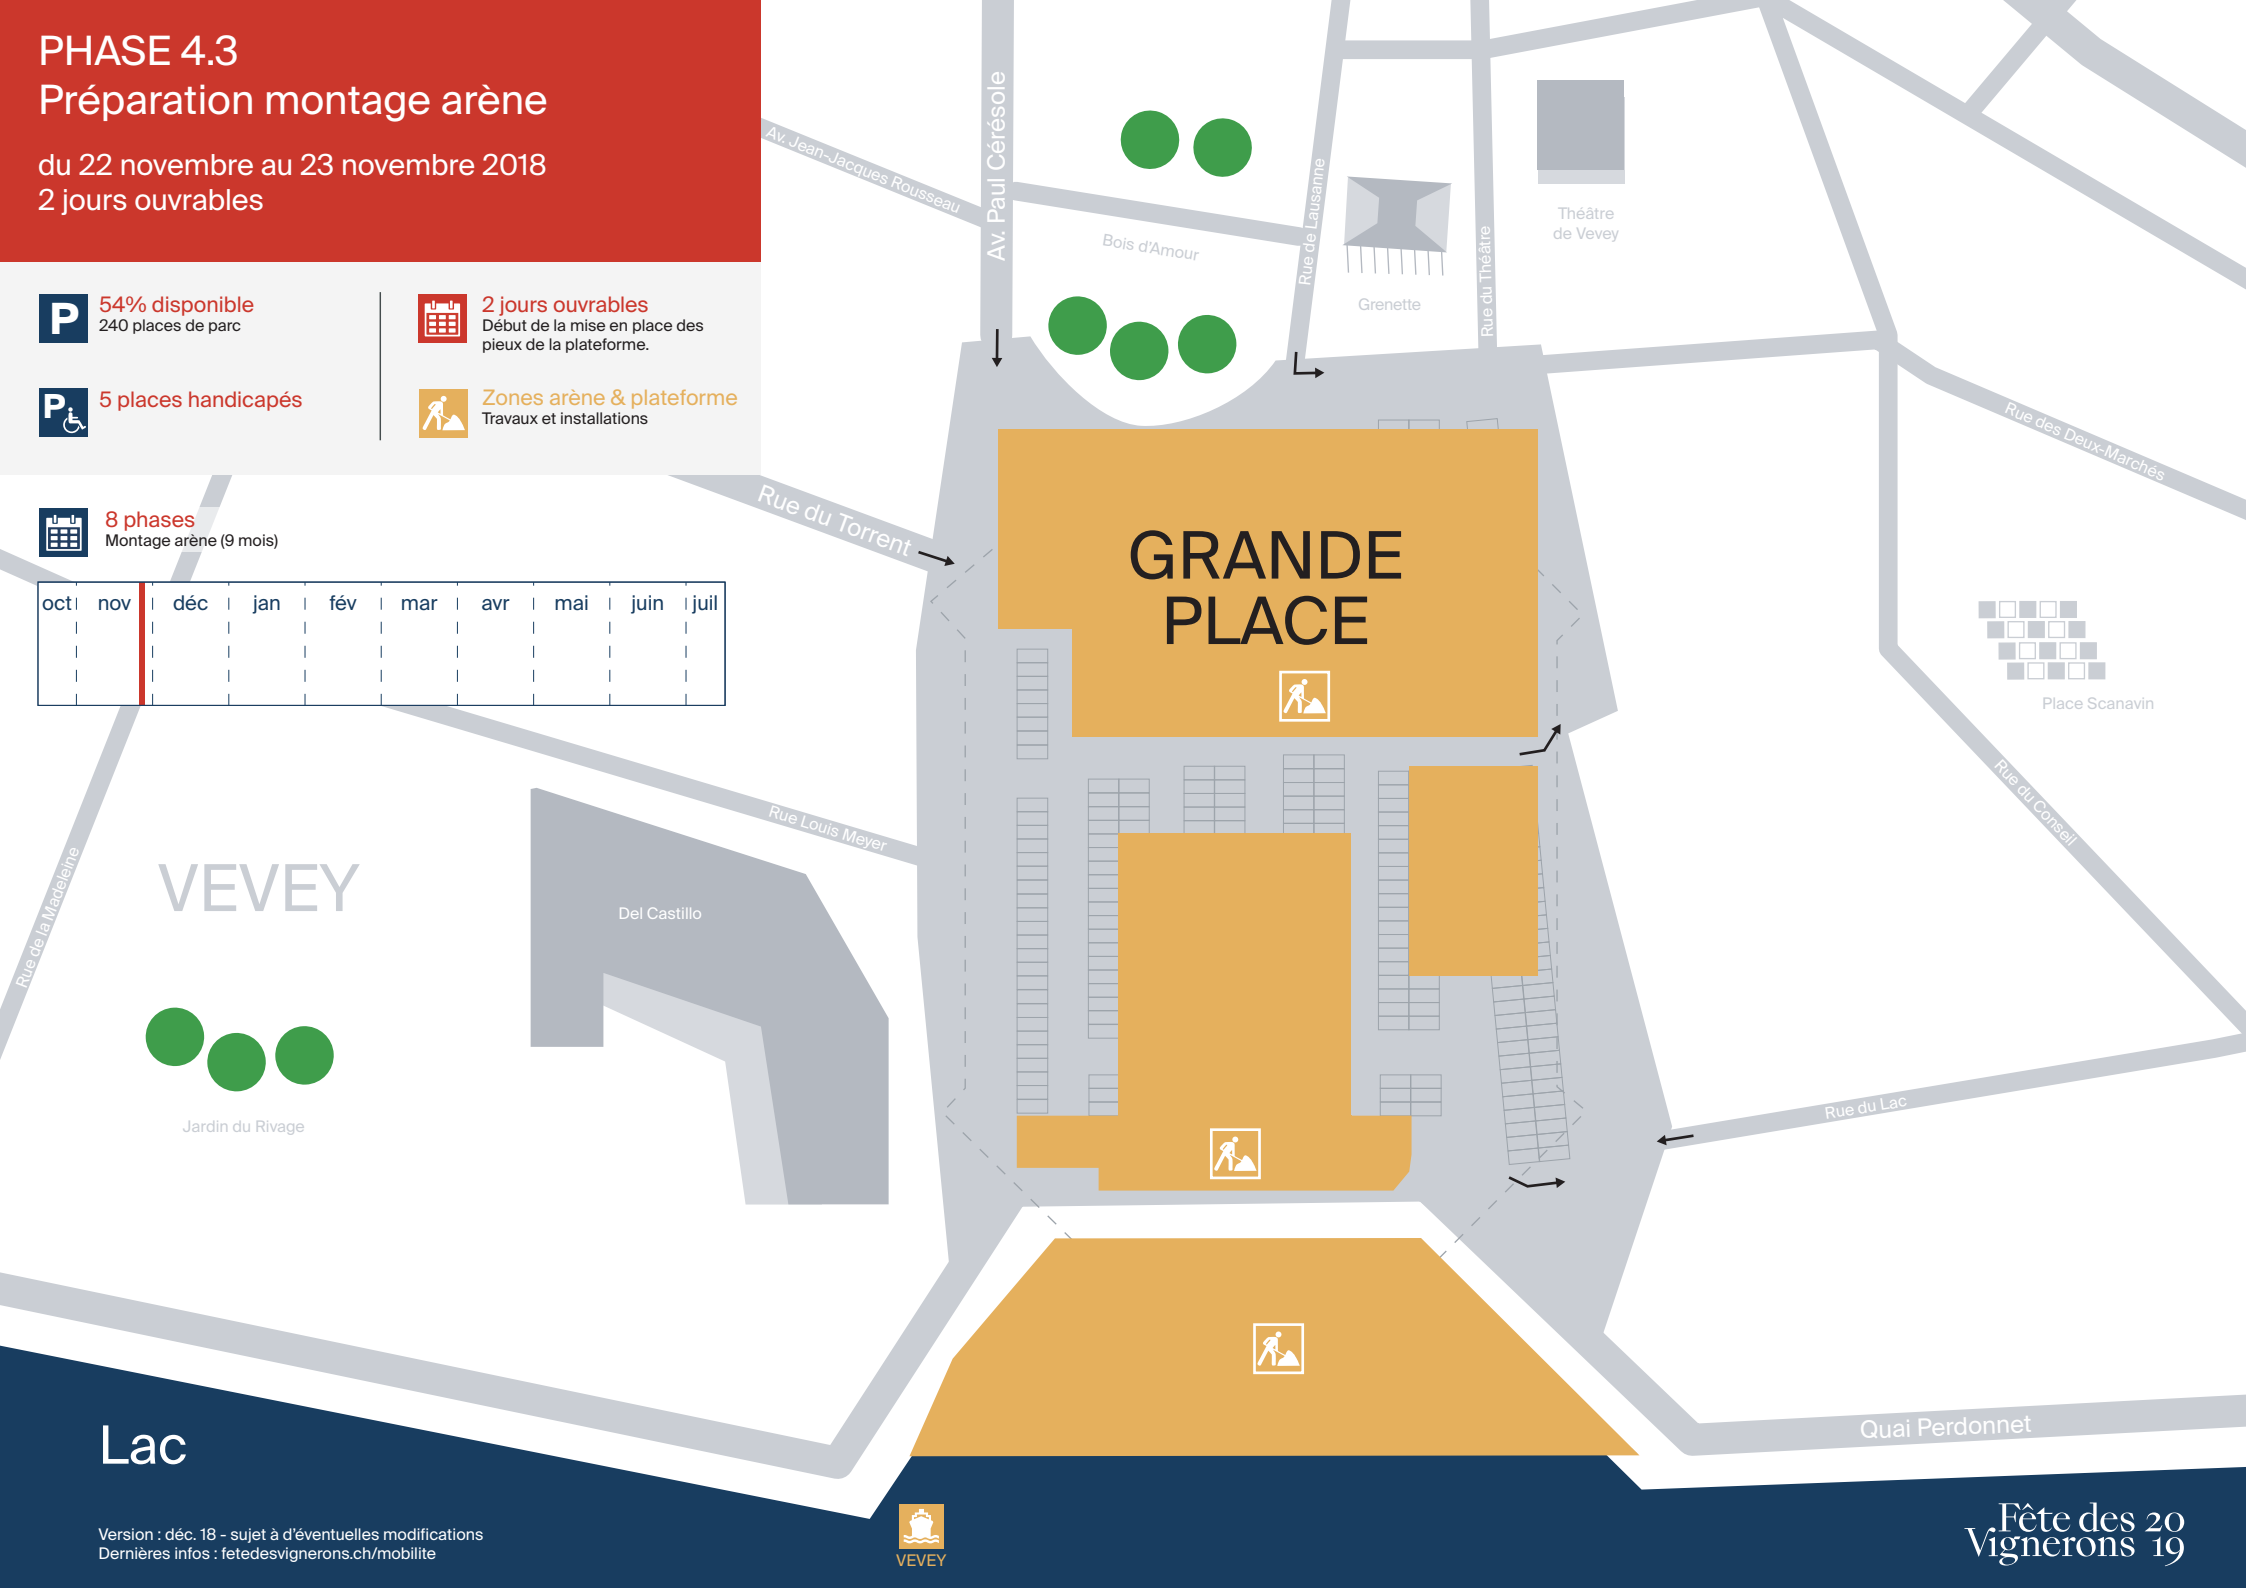 PHASE 4.3
Préparation montage arène
du 22 novembre au 23 novembre 2018
2 jours ouvrables
P
54% disponible
240 places de parc
P
5 places handicapés
2 jours ouvrables
Début de la mise en place des
pieux de la plateforme.
Zones arène & plateforme
Travaux et installations
8 phases
Montage arène (9 mois)
oct nov déc jan fév mar avr mai juin juil
Av. Jean-Jacques Rousseau
Av. Paul Cérésole
Bois d'Amour
Rue de Lausanne
Grenette
Rue du Théâtre
Théâtre
de Vevey
Rue des Deux-Marchés
Rue du Torrent
GRANDE
PLACE
Place Scanavin
Rue du Conseil
Rue Louis Meyer
Rue de la Madeleine
VEVEY
Del Castillo
Jardin du Rivage
Rue du Lac
Quai Perdonnet
Lac
Version : déc. 18 - sujet à d'éventuelles modifications
Dernières infos : fetedesvignerons.ch/mobilite
VEVEY
Fête des 20
Vignerons 19